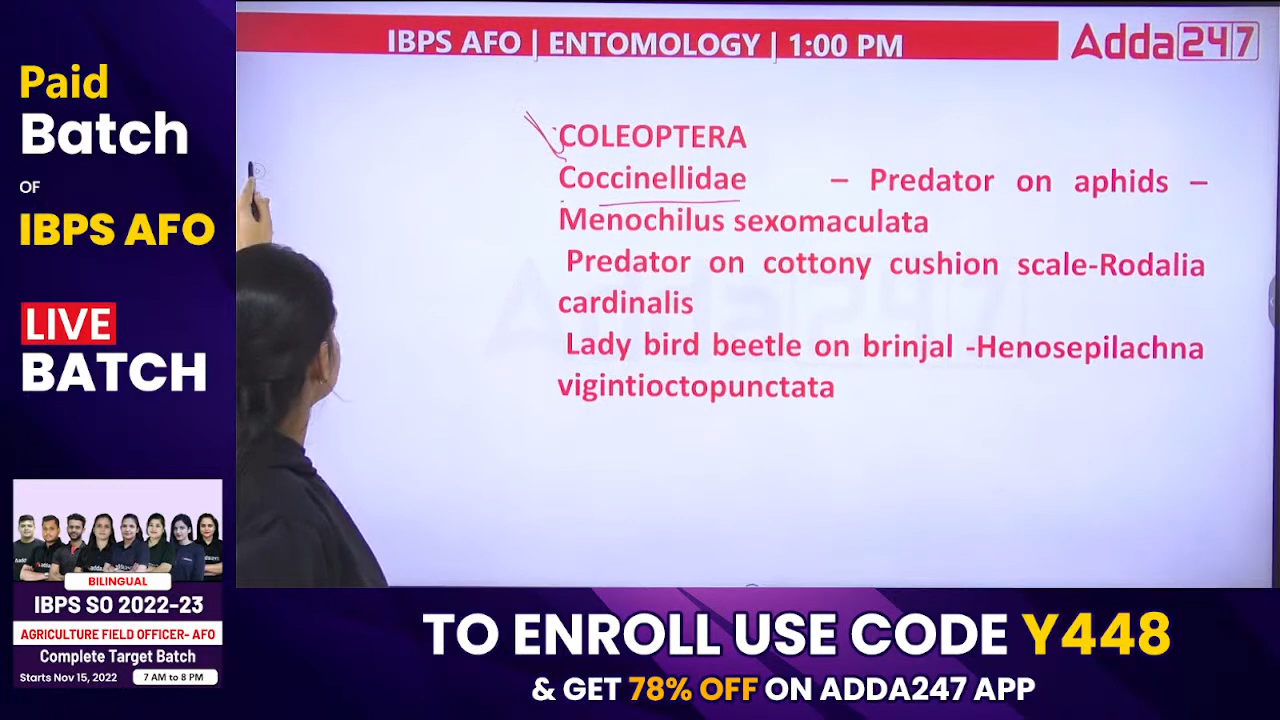 Paid
Batch
OF
IBPS AFO
LIVE
BATCH
BILINGUAL
IBPS SO 2022-23
AGRICULTURE FIELD OFFICER- AFO
Complete Target Batch
Starts Nov 15, 2022 7 AM to 8 PM
IBPS AFO | ENTOMOLOGY | 1:00 PM
Adda247
COLEOPTERA
Coccinellidae – Predator on aphids –
Menochilus sexomaculata
Predator on cottony cushion scale-Rodalia
cardinalis
Lady bird beetle on brinjal -Henosepilachna
vigintioctopunctata
TO ENROLL USE CODE Y448
& GET 78% OFF ON ADDA247 APP